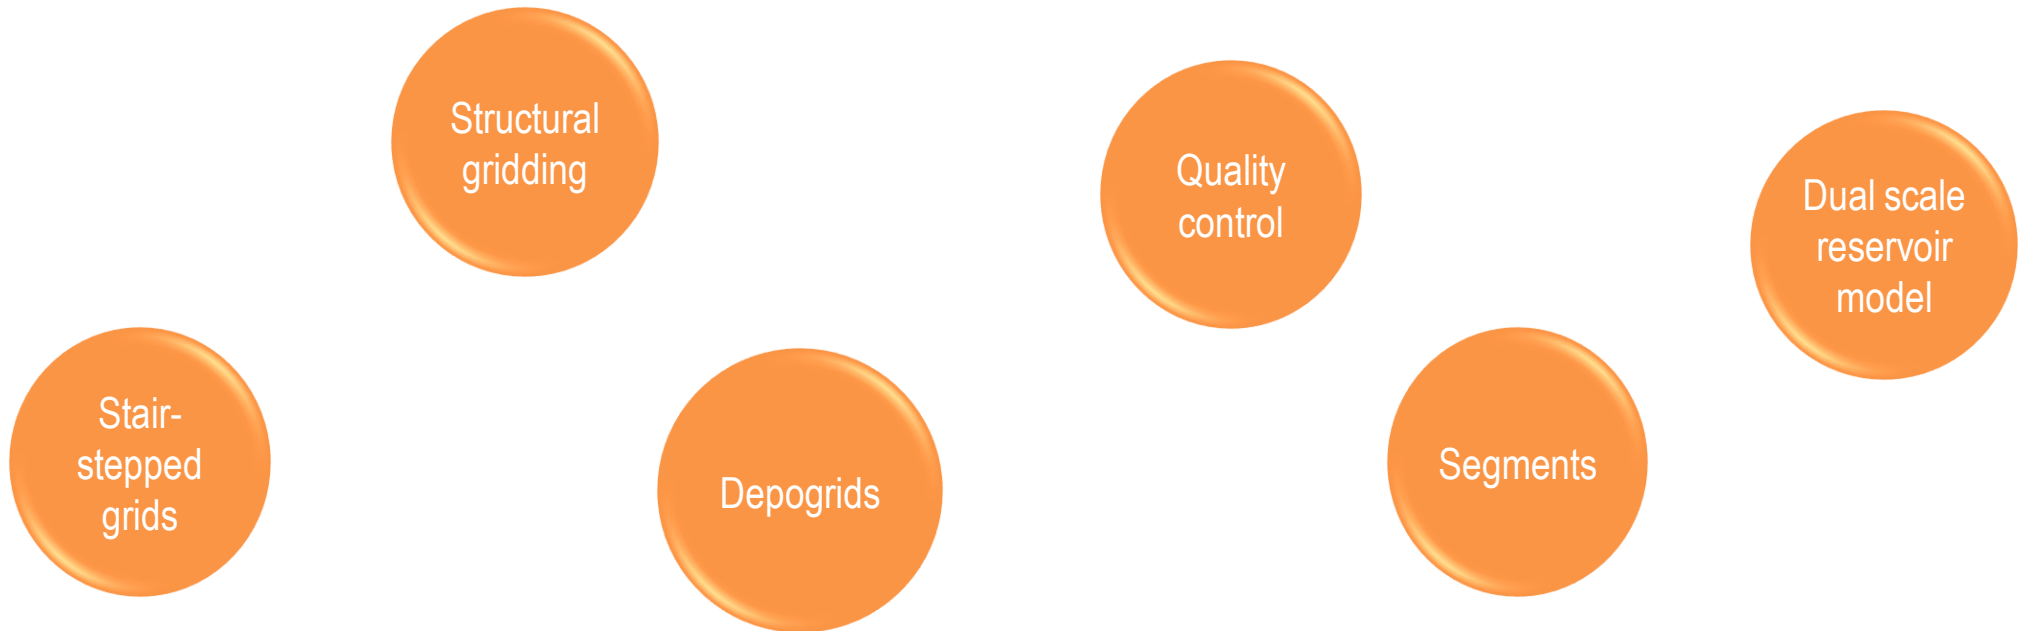 Structural
gridding
Quality
control
Dual scale
reservoir
model
Stair-
stepped
grids
Depogrids
Segments